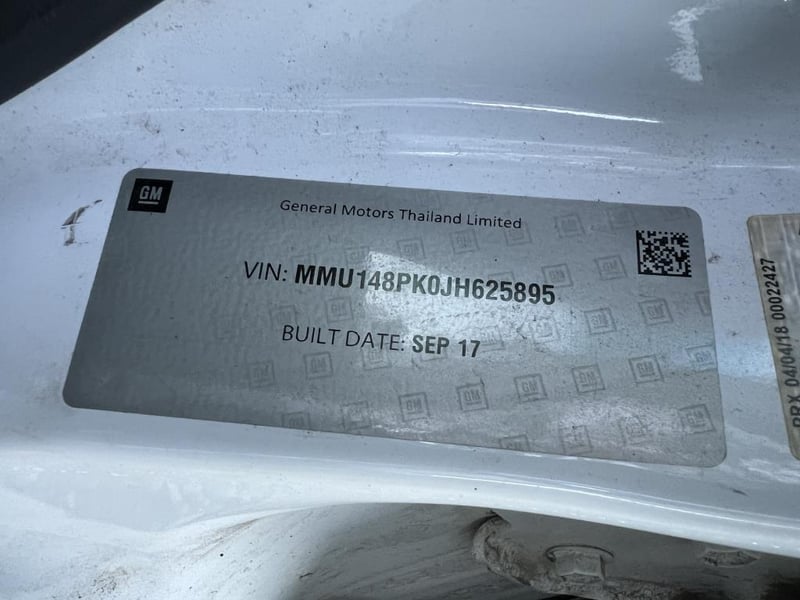 GM
General Motors Thailand Limited
VIN: MMU148PK0JH625895
BUILT DATE: SEP 17
04/04/18 00022427